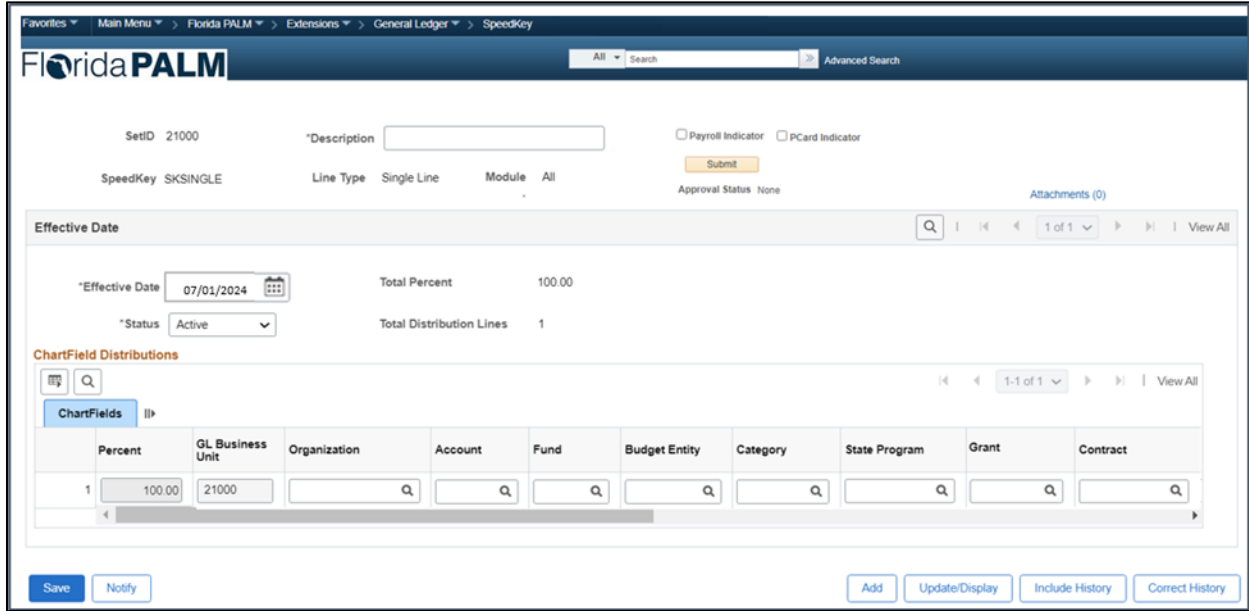 Favorites Main Menu > Florida PALM > Extensions > General Ledger > SpeedKey
Florida PALM
All Search » Advanced Search
SetID 21000 *Description Payroll Indicator PCard Indicator
Submit
SpeedKey SKSINGLE Line Type Single Line Module All
Approval Status None
Attachments (0)
Effective Date 1 of 1 | View All
*Effective Date 07/01/2024 Total Percent 100.00
*Status Active Total Distribution Lines 1
ChartField Distributions
1-1 of 1 | View All
ChartFields
Percent GL Business Unit Organization Account Fund Budget Entity Category State Program Grant Contract
1 100.00 21000
Save Notify Add Update/Display Include History Correct History